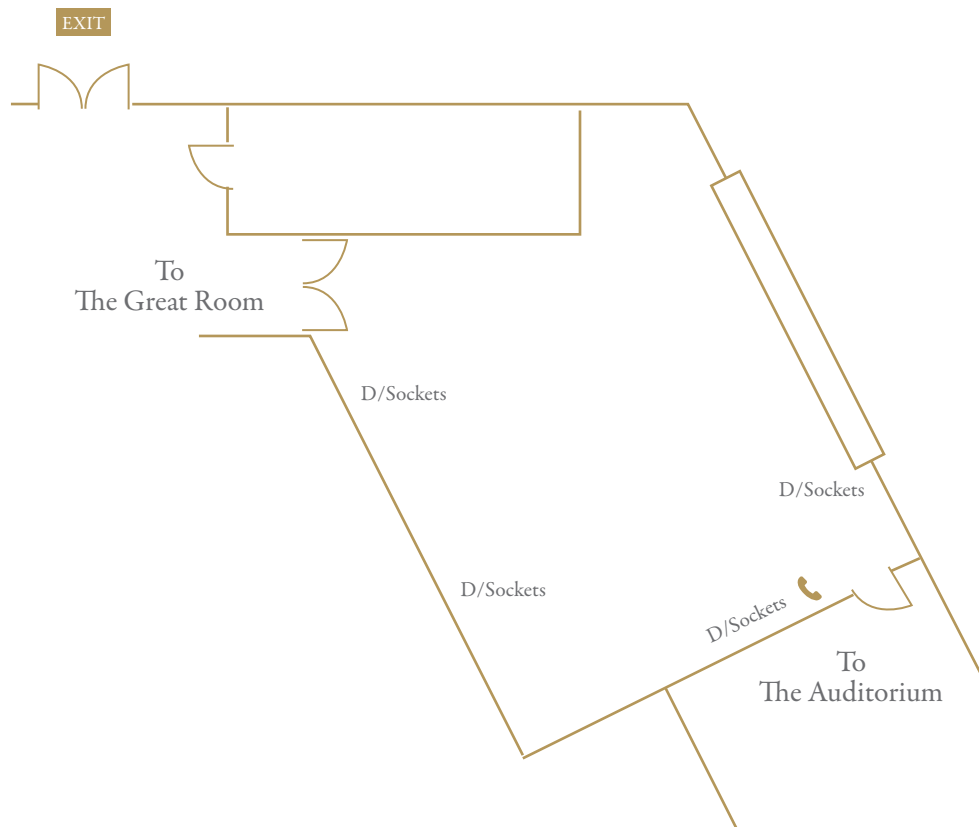 EXIT
To
The Great Room
D/Sockets
D/Sockets
D/Sockets
D/Sockets
To
The Auditorium